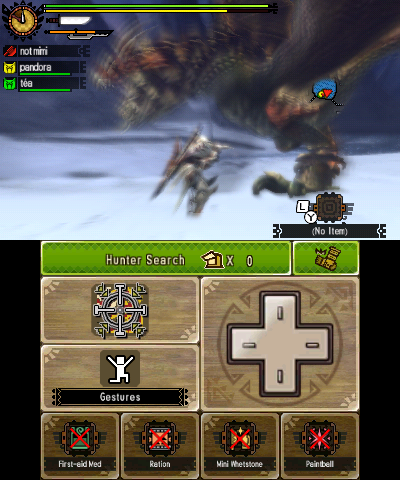 not mimi
pandora
téa
L
Y
(No Item)
Hunter Search
X 0
Gestures
First-aid Med
Ration
Mini Whetstone
Paintball